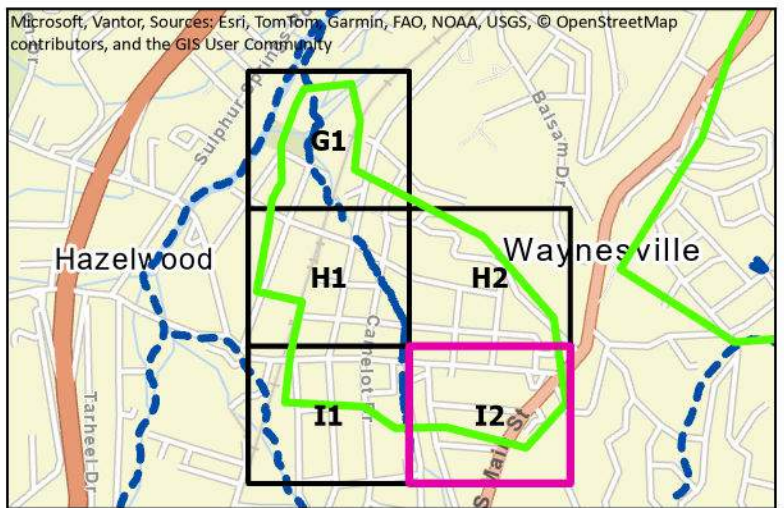 Microsoft, Vantor, Sources: Esri, TomTom, Garmin, FAO, NOAA, USGS, © OpenStreetMap
contributors, and the GIS User Community
Sulphur Springs
Balsam Dr
G1
Hazelwood
Waynesville
H1
H2
Camelot Dr
Tarheel Dr
I1
I2
S Main St